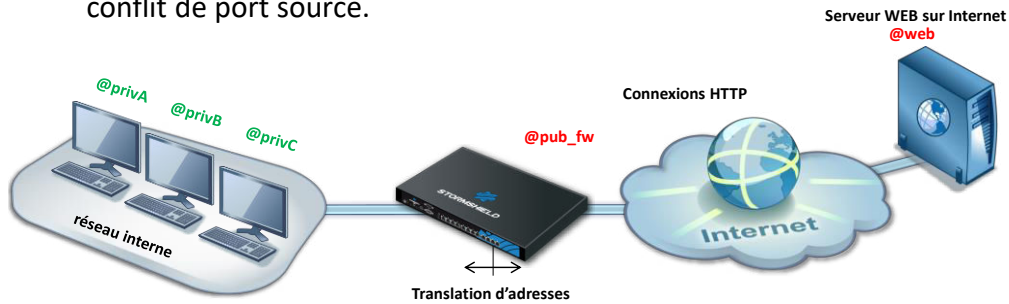 conflit de port source.
Serveur WEB sur Internet
@web
@privA
@privB
@privC
Connexions HTTP
@pub_fw
STORMSHIELD
réseau interne
Internet
Translation d’adresses